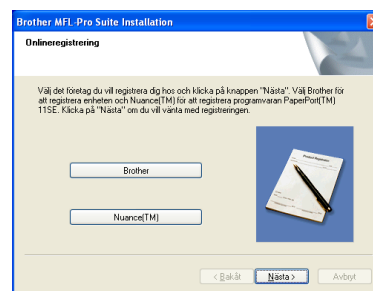 Brother MFL-Pro Suite Installation
Onlineregistrering
Välj det företag du vill registrera dig hos och klicka på knappen "Nästa". Välj Brother för
att registrera enheten och Nuance(TM) för att registrera programvaran PaperPort(TM)
11SE. Klicka på "Nästa" om du vill vänta med registreringen.
Brother
Product Registration
Nuance(TM)
< Bakåt
Nästa >
Avbryt